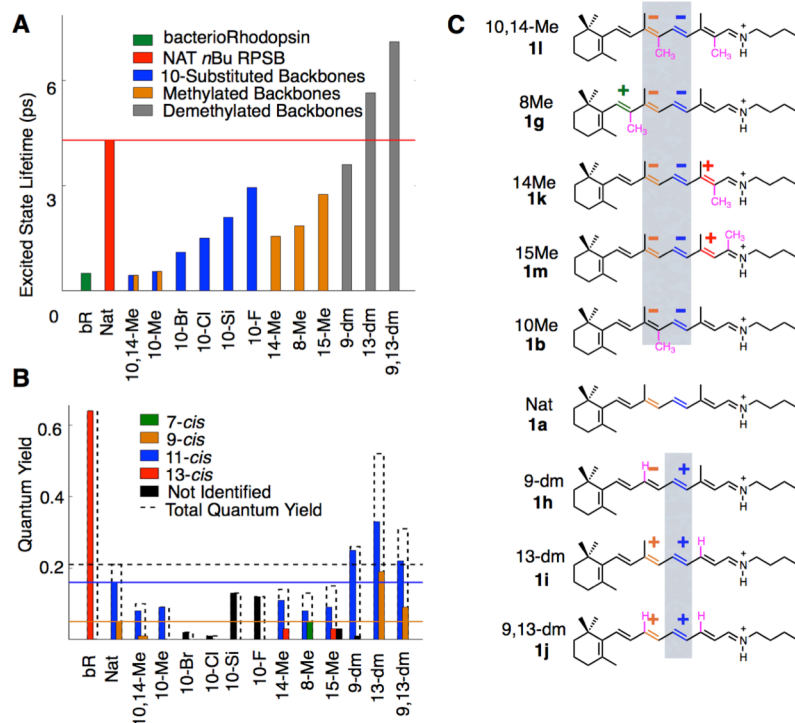 A
Excited State Lifetime (ps)
6
3
0
bacterioRhodopsin
NAT nBu RPSB
10-Substituted Backbones
Methylated Backbones
Demethylated Backbones
bR
Nat
10,14-Me
10-Me
10-Br
10-Cl
10-Si
10-F
14-Me
8-Me
15-Me
9-dm
13-dm
9,13-dm
B
Quantum Yield
0.6
0.4
0.2
7-cis
9-cis
11-cis
13-cis
Not Identified
Total Quantum Yield
bR
Nat
10,14-Me
10-Me
10-Br
10-Cl
10-Si
10-F
14-Me
8-Me
15-Me
9-dm
13-dm
9,13-dm
C
10,14-Me
1l
− −
CH3
CH3
+
N
H
8Me
1g
+ − −
CH3
+
N
H
14Me
1k
− − +
CH3
+
N
H
15Me
1m
− − +
CH3
+
N
H
10Me
1b
− −
CH3
+
N
H
Nat
1a
+
N
H
9-dm
1h
H − +
+
N
H
13-dm
1i
+ + H
+
N
H
9,13-dm
1j
H + + H
+
N
H